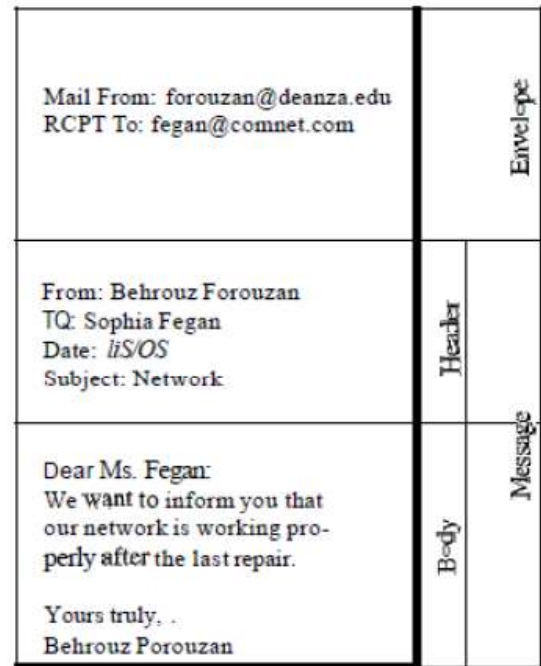 Mail From: forouzan@deanza.edu
RCPT To: fegan@comnet.com
Envelope
From: Behrouz Forouzan
TQ: Sophia Fegan
Date: liS/OS
Subject: Network
Header
Message
Dear Ms. Fegan:
We want to inform you that
our network is working pro-
perly after the last repair.
Yours truly, .
Behrouz Porouzan
Body